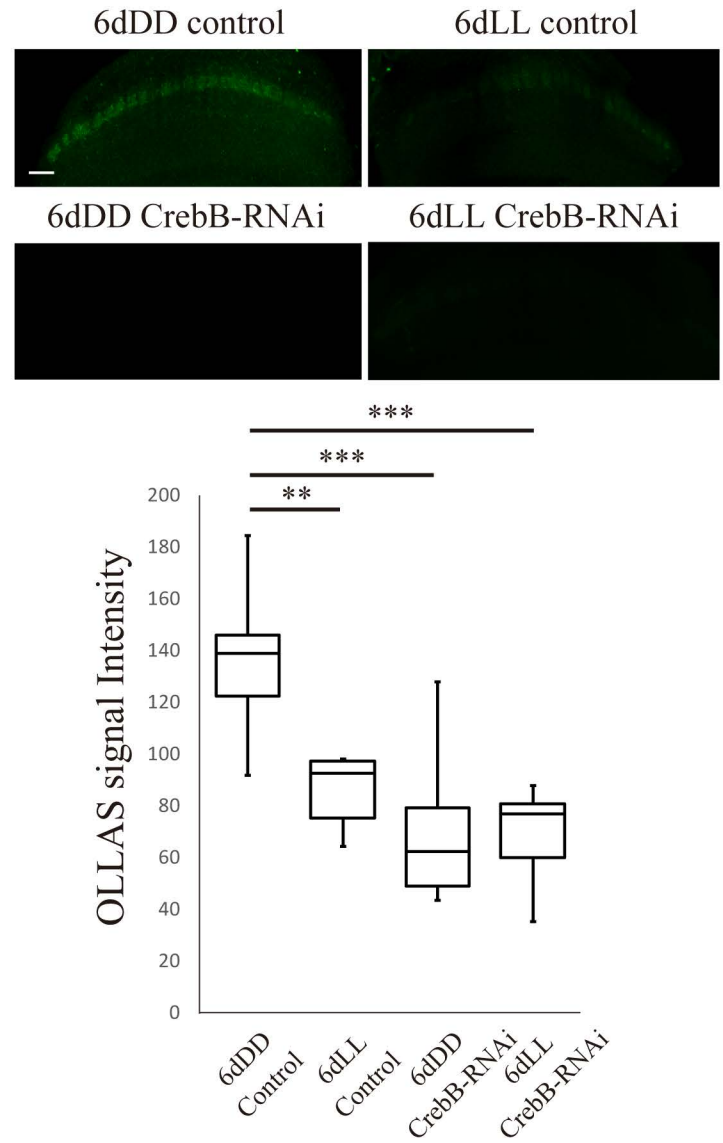 6dDD control
6dLL control
6dDD CrebB-RNAi
6dLL CrebB-RNAi
***
***
**
OLLAS signal Intensity
200
180
160
140
120
100
80
60
40
20
0
6dDD
Control
6dLL
Control
6dDD
CrebB-RNAi
6dLL
CrebB-RNAi